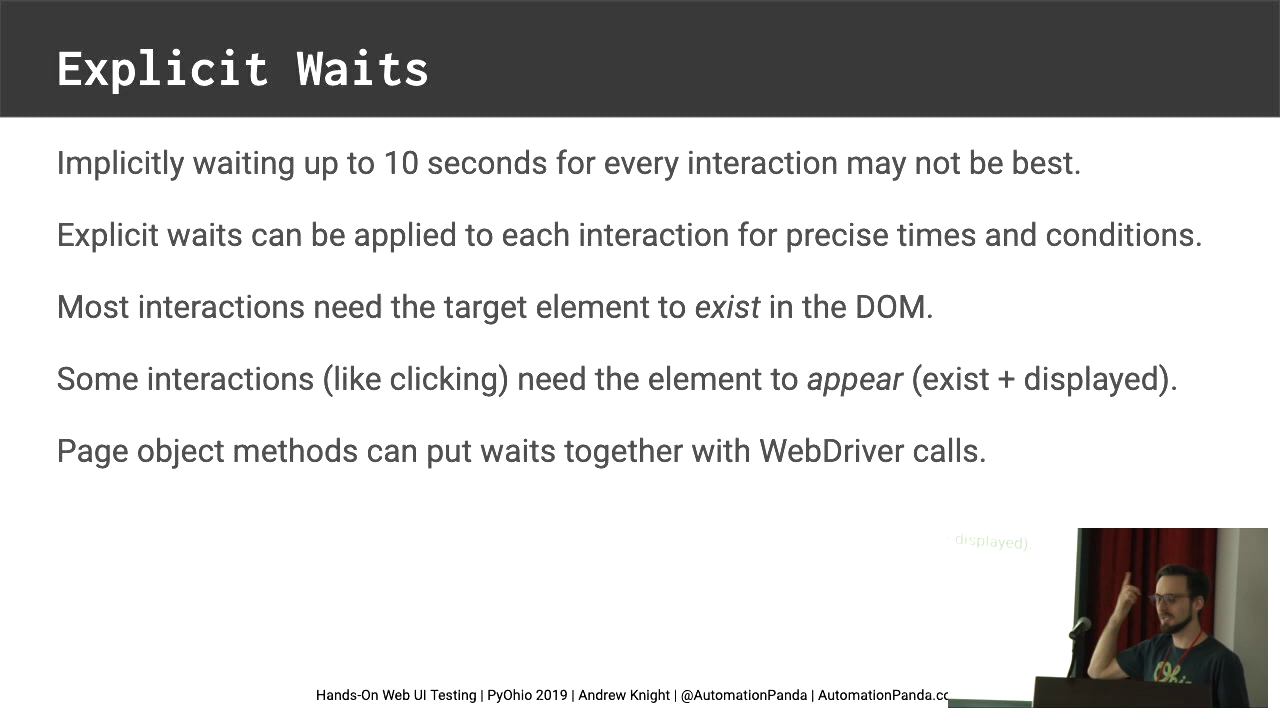 Explicit Waits
Implicitly waiting up to 10 seconds for every interaction may not be best.
Explicit waits can be applied to each interaction for precise times and conditions.
Most interactions need the target element to exist in the DOM.
Some interactions (like clicking) need the element to appear (exist + displayed).
Page object methods can put waits together with WebDriver calls.
displayed).
Ohio
Hands-On Web UI Testing | PyOhio 2019 | Andrew Knight | @AutomationPanda | AutomationPanda.cc